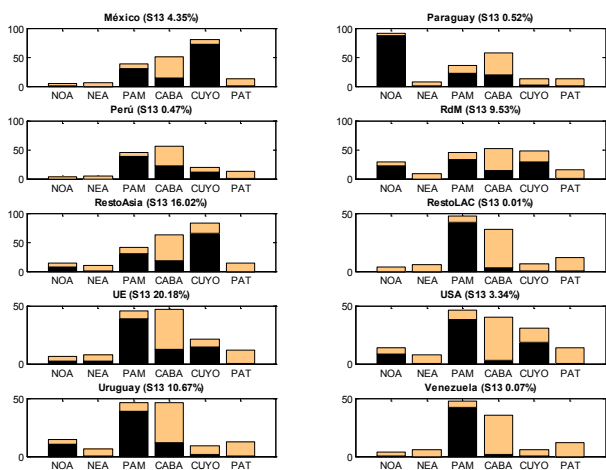 México (S13 4.35%)
100
50
0
NOA NEA PAM CABA CUYO PAT
Paraguay (S13 0.52%)
100
50
0
NOA NEA PAM CABA CUYO PAT
Perú (S13 0.47%)
100
50
0
NOA NEA PAM CABA CUYO PAT
RdM (S13 9.53%)
100
50
0
NOA NEA PAM CABA CUYO PAT
RestoAsia (S13 16.02%)
100
50
0
NOA NEA PAM CABA CUYO PAT
RestoLAC (S13 0.01%)
50
0
NOA NEA PAM CABA CUYO PAT
UE (S13 20.18%)
50
0
NOA NEA PAM CABA CUYO PAT
USA (S13 3.34%)
50
0
NOA NEA PAM CABA CUYO PAT
Uruguay (S13 10.67%)
50
0
NOA NEA PAM CABA CUYO PAT
Venezuela (S13 0.07%)
50
0
NOA NEA PAM CABA CUYO PAT